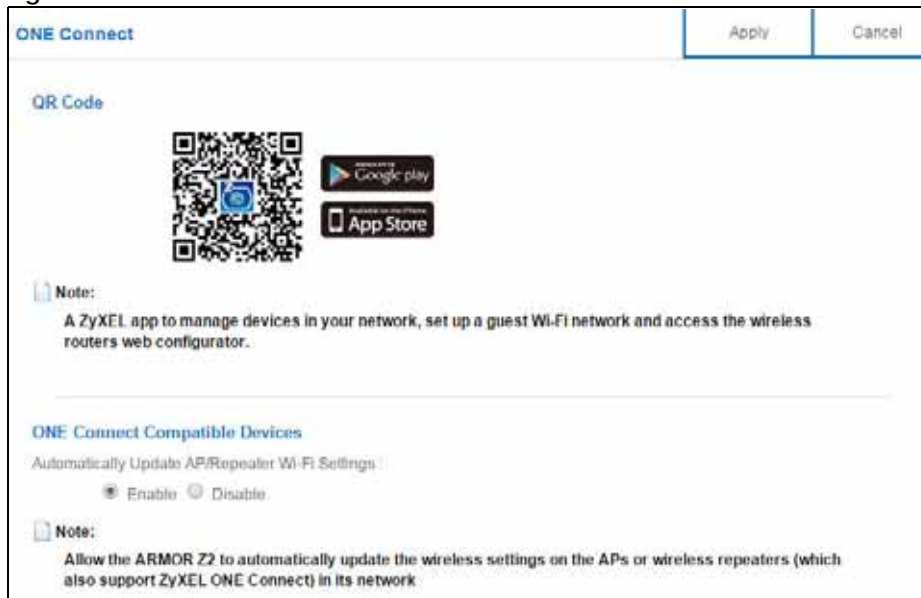 ONE Connect
Apply
Cancel
QR Code
Google play
App Store
Note:
A ZyXEL app to manage devices in your network, set up a guest Wi-Fi network and access the wireless
routers web configurator.
ONE Connect Compatible Devices
Automatically Update AP/Repeater Wi-Fi Settings :
Enable Disable
Note:
Allow the ARMOR Z2 to automatically update the wireless settings on the APs or wireless repeaters (which
also support ZyXEL ONE Connect) in its network